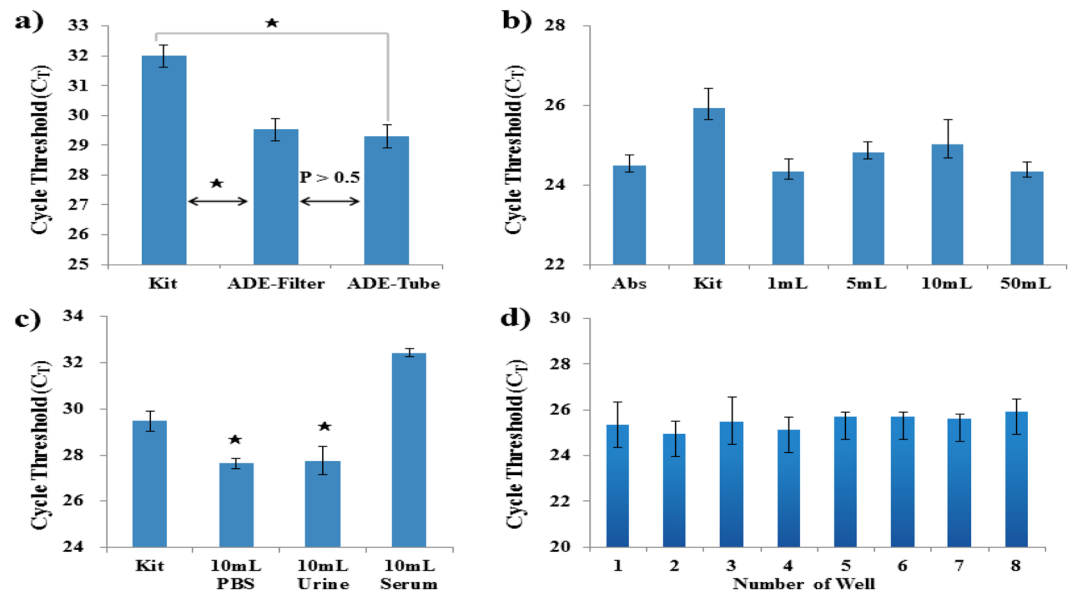 a)
Cycle Threshold (CT)
33
32
31
30
29
28
27
26
25
★
★
P > 0.5
Kit ADE-Filter ADE-Tube
b)
Cycle Threshold (CT)
28
26
24
22
Abs Kit 1mL 5mL 10mL 50mL
c)
Cycle Threshold (CT)
34
32
30
28
26
24
★
★
Kit 10mL 10mL 10mL
PBS Urine Serum
d)
Cycle Threshold (CT)
30
28
26
24
22
20
1 2 3 4 5 6 7 8
Number of Well